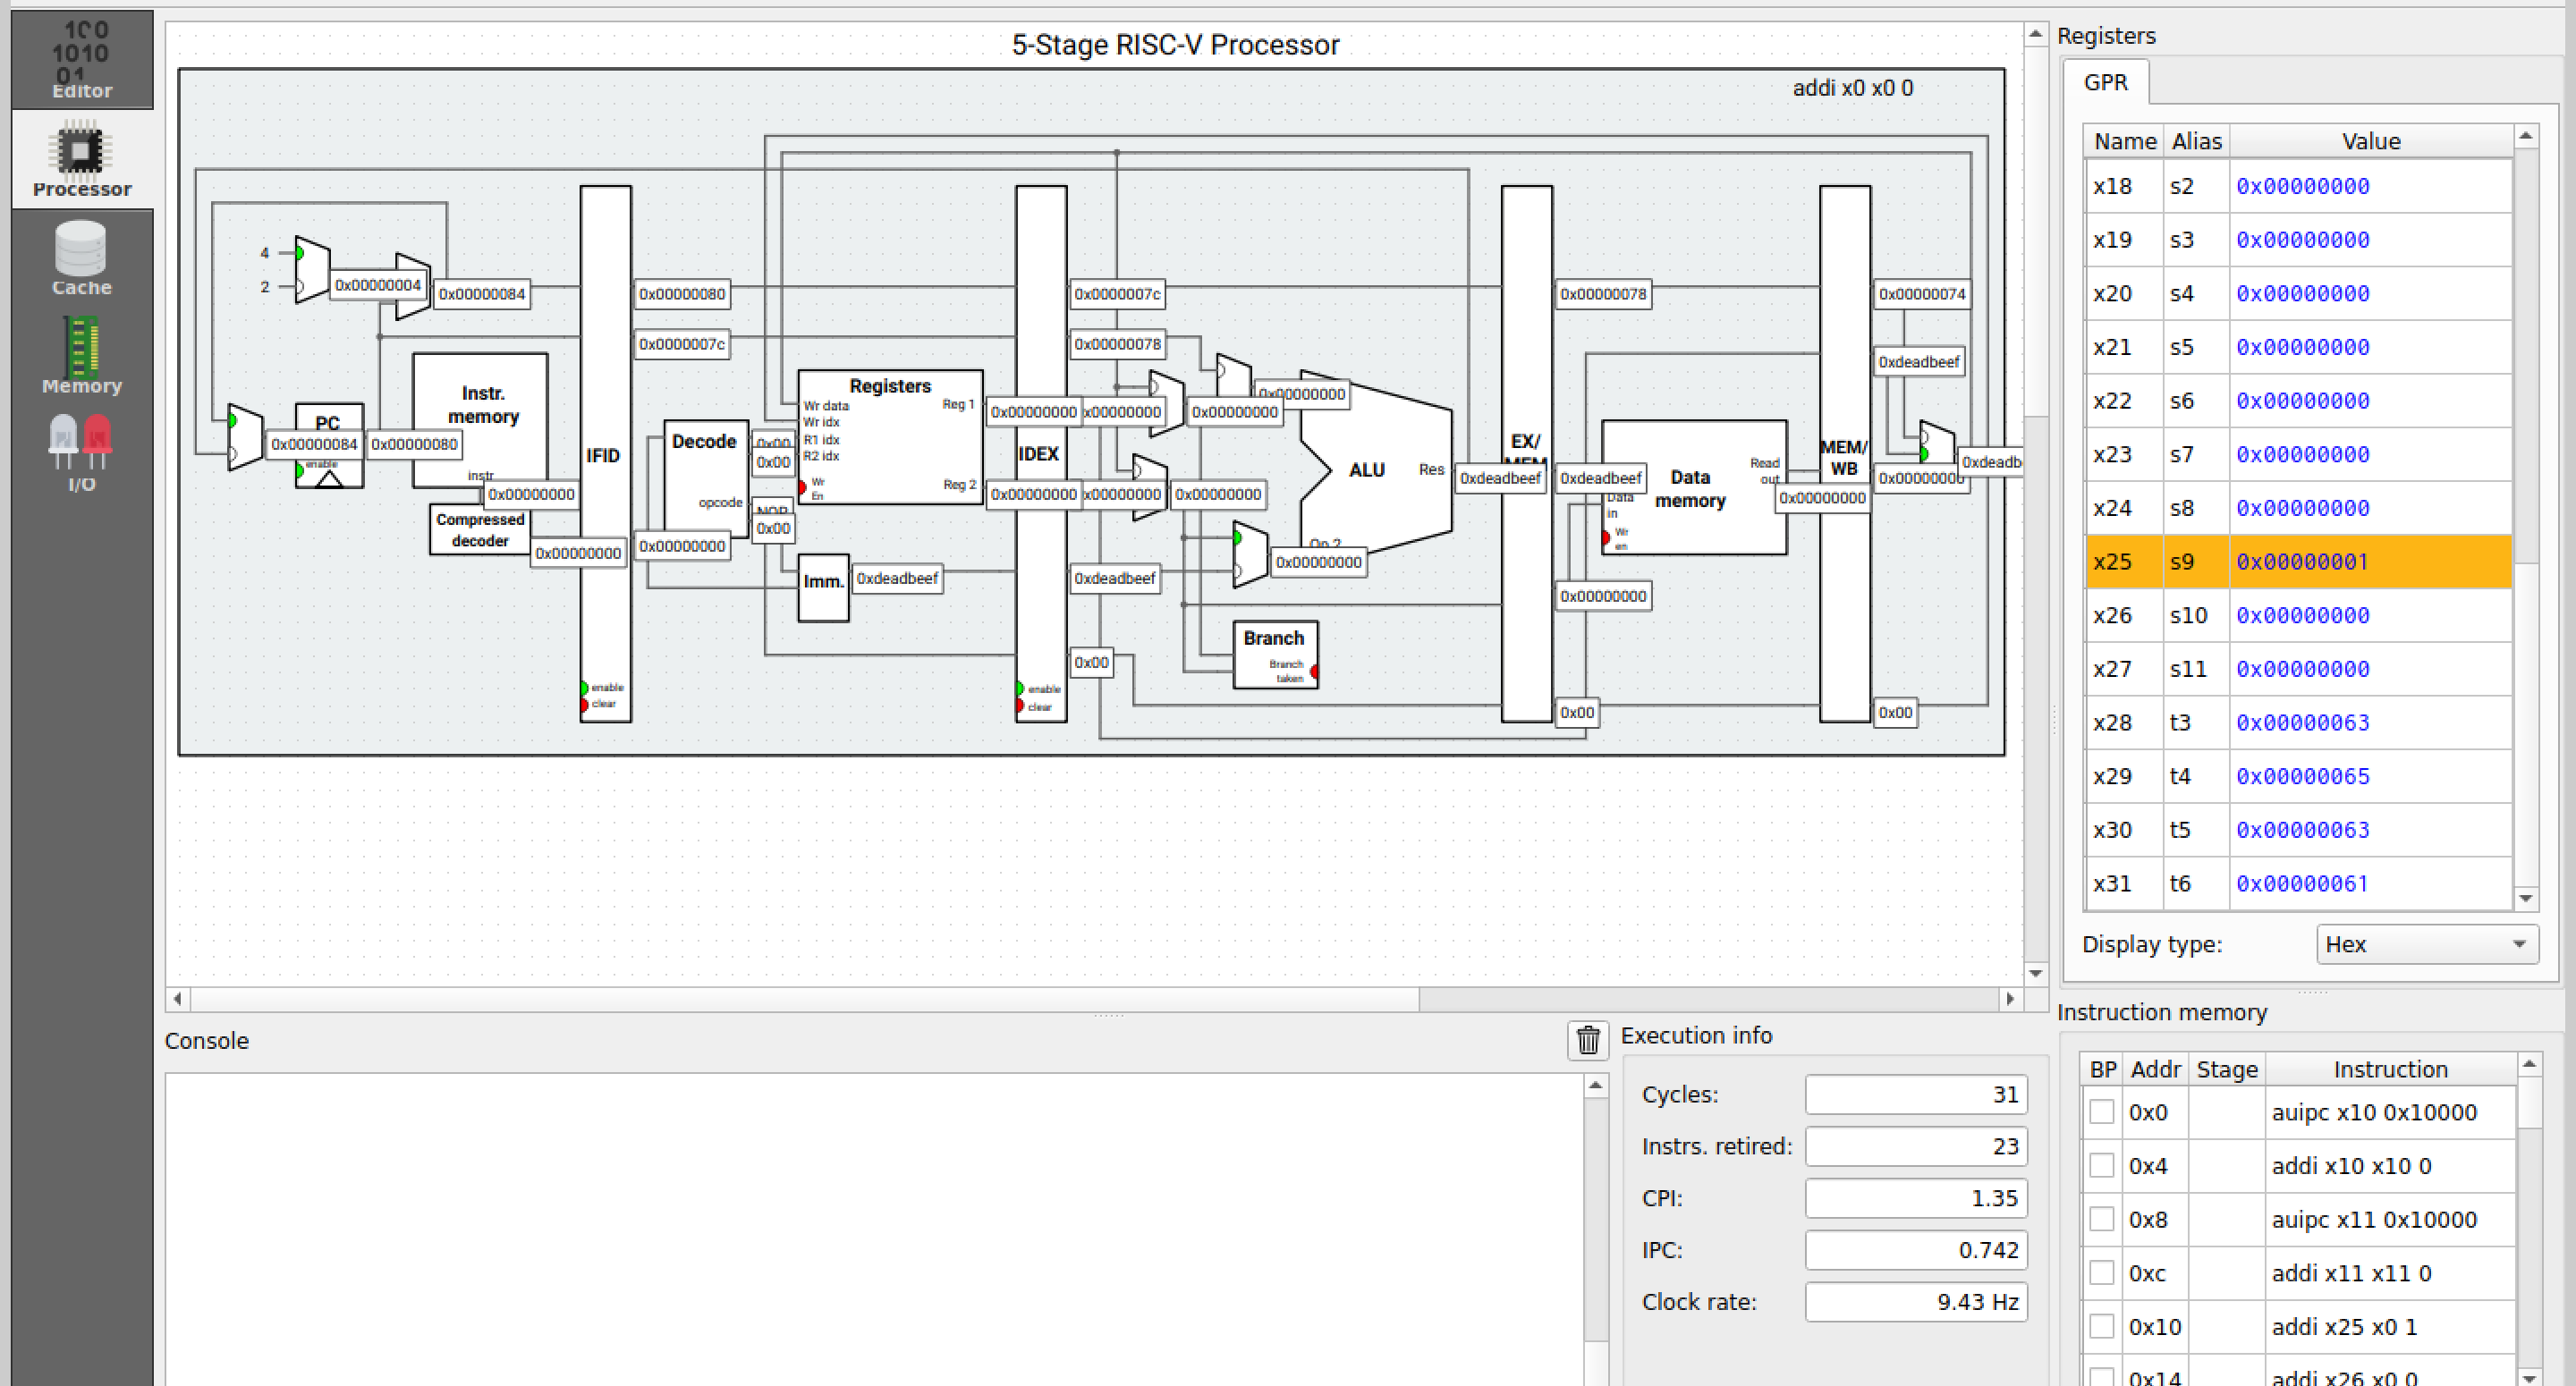 100
1010
01
Editor
Processor
Cache
Memory
I/O
5-Stage RISC-V Processor
addi x0 x0 0
4
2
0x00000004
0x00000084
0x00000080
0x0000007c
0x0000007c
0x00000078
0x00000078
0x00000074
0xdeadbeef
Instr.
memory
instr
PC
enable
0x00000084
0x00000080
0x00000000
Compressed
decoder
0x00000000
IFID
enable
clear
0x00000000
Decode
opcode
0x00
0x00
NOP
0x00
Registers
Wr data
Wr idx
R1 idx
R2 idx
Wr
En
Reg 1
Reg 2
0x00000000
0x00000000
Imm.
0xdeadbeef
IDEX
enable
clear
x00000000
x00000000
0xdeadbeef
0x00
0x00000000
0x00000000
0x00000000
0x00000000
ALU
Res
Op 2
Branch
Branch
taken
0xdeadbeef
EX/
MEM
0xdeadbeef
0x00000000
0x00
Data
memory
Data
in
Wr
en
Read
out
0x00000000
MEM/
WB
0x00000000
0xdeadb
0x00
Registers
GPR
Name Alias Value
x18 s2 0x00000000
x19 s3 0x00000000
x20 s4 0x00000000
x21 s5 0x00000000
x22 s6 0x00000000
x23 s7 0x00000000
x24 s8 0x00000000
x25 s9 0x00000001
x26 s10 0x00000000
x27 s11 0x00000000
x28 t3 0x00000063
x29 t4 0x00000065
x30 t5 0x00000063
x31 t6 0x00000061
Display type: Hex
Console
Execution info
Cycles: 31
Instrs. retired: 23
CPI: 1.35
IPC: 0.742
Clock rate: 9.43 Hz
Instruction memory
BP Addr Stage Instruction
0x0 auipc x10 0x10000
0x4 addi x10 x10 0
0x8 auipc x11 0x10000
0xc addi x11 x11 0
0x10 addi x25 x0 1
0x14 addi x26 x0 0